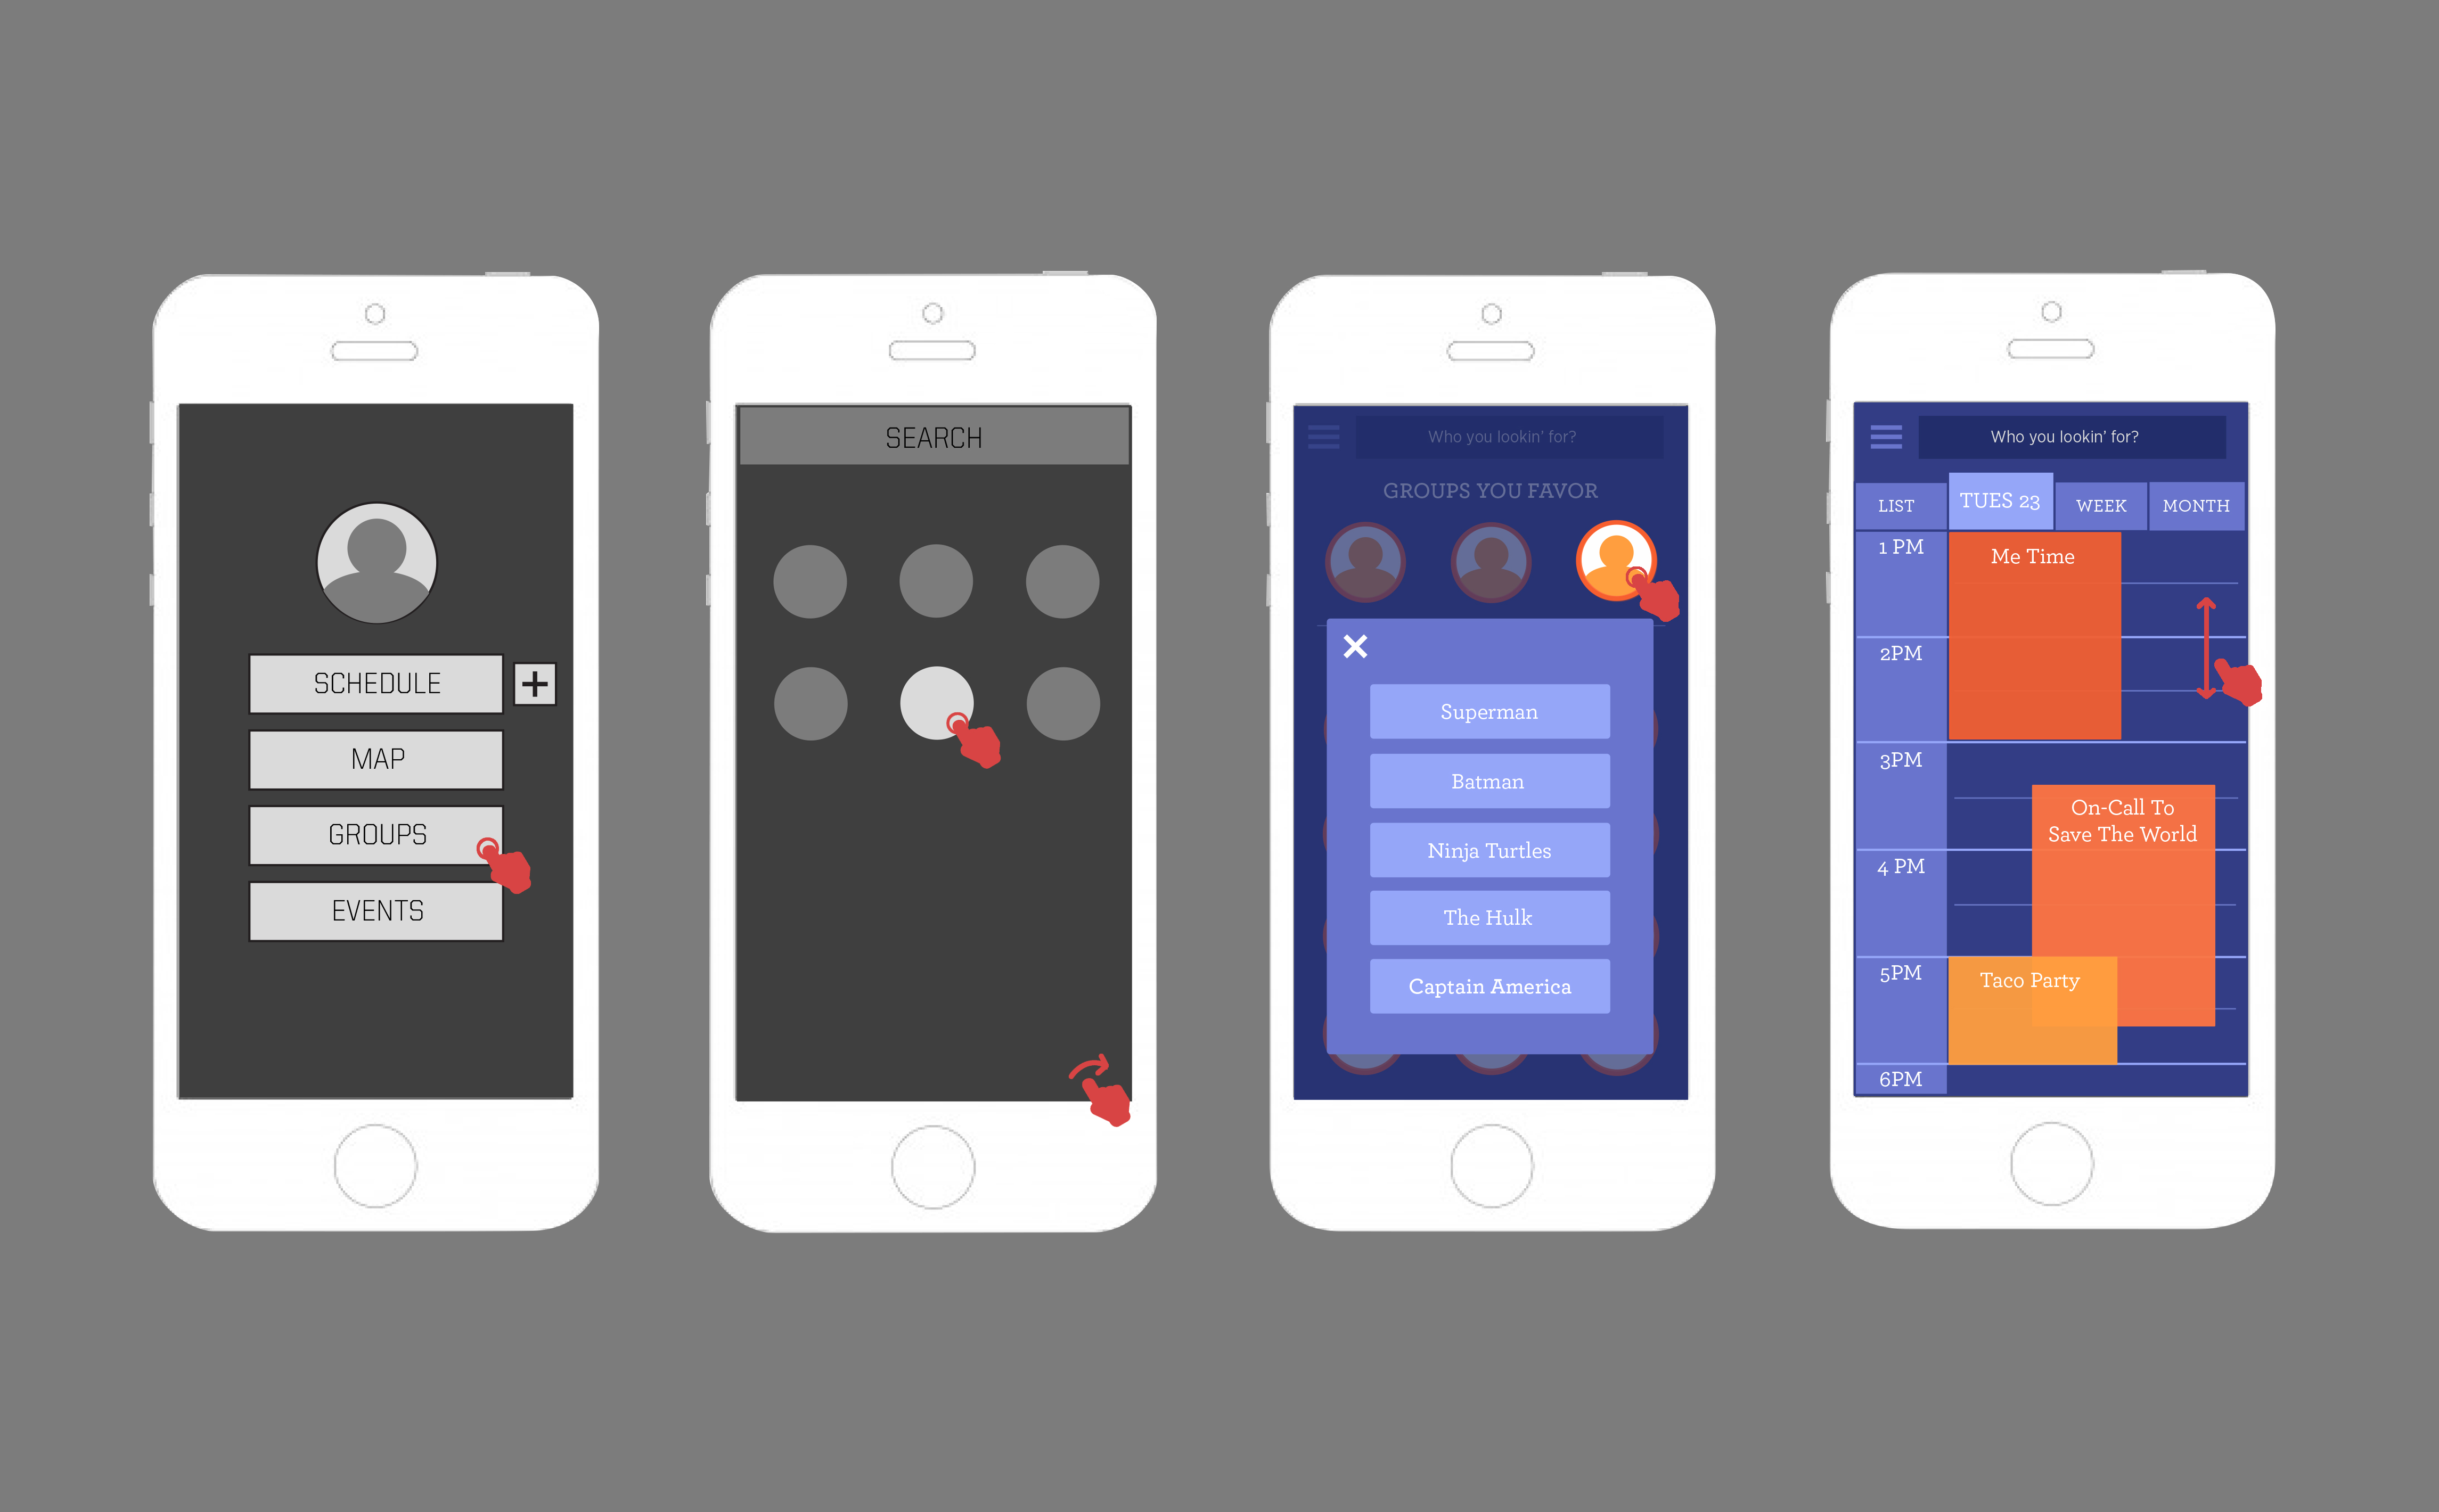 SCHEDULE
MAP
GROUPS
EVENTS
SEARCH
Who you lookin' for?
GROUPS YOU FAVOR
Superman
Batman
Ninja Turtles
The Hulk
Captain America
Who you lookin' for?
LIST
TUES 23
WEEK
MONTH
1 PM
Me Time
2PM
3PM
On-Call To
Save The World
4 PM
5PM
Taco Party
6PM